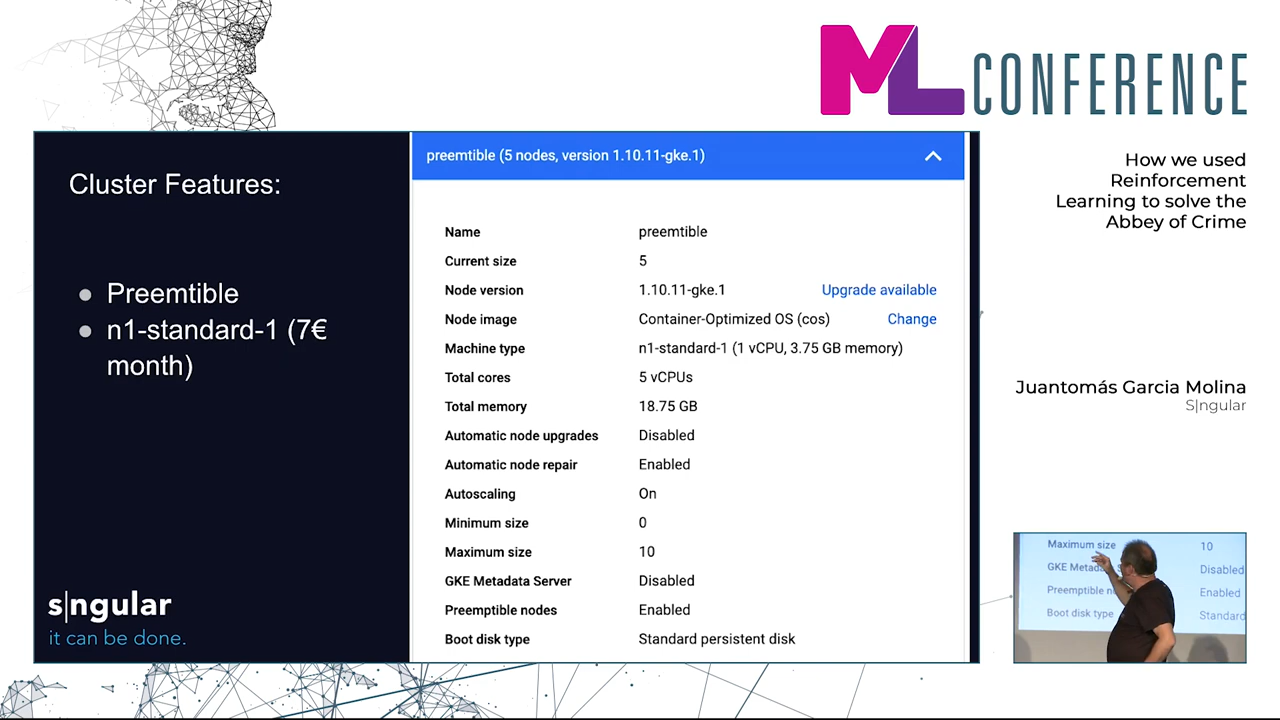 ML CONFERENCE
How we used
Reinforcement
Learning to solve the
Abbey of Crime
Juantomás Garcia Molina
S|ngular
Cluster Features:
● Preemtible
● n1-standard-1 (7€
month)
s|ngular
it can be done.
preemtible (5 nodes, version 1.10.11-gke.1)
Name preemtible
Current size 5
Node version 1.10.11-gke.1 Upgrade available
Node image Container-Optimized OS (cos) Change
Machine type n1-standard-1 (1 vCPU, 3.75 GB memory)
Total cores 5 vCPUs
Total memory 18.75 GB
Automatic node upgrades Disabled
Automatic node repair Enabled
Autoscaling On
Minimum size 0
Maximum size 10
GKE Metadata Server Disabled
Preemptible nodes Enabled
Boot disk type Standard persistent disk
Maximum size 10
GKE Disabled
Preemptible Enabled
Boot disk type Standard